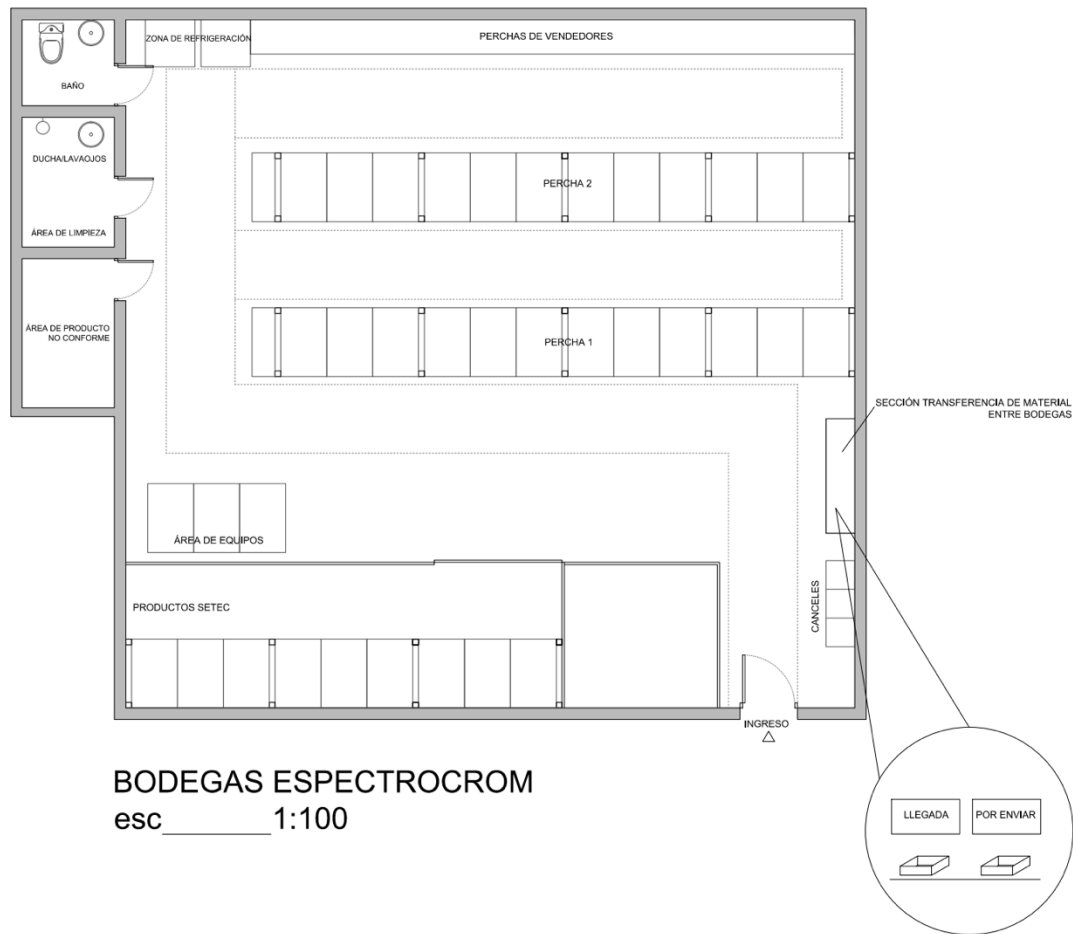 ZONA DE REFRIGERACIÓN
PERCHAS DE VENDEDORES
BAÑO
DUCHA/LAVAOJOS
PERCHA 2
ÁREA DE LIMPIEZA
ÁREA DE PRODUCTO
NO CONFORME
PERCHA 1
SECCIÓN TRANSFERENCIA DE MATERIAL
ENTRE BODEGAS
ÁREA DE EQUIPOS
CANCELES
PRODUCTOS SETEC
INGRESO
BODEGAS ESPECTROCROM
esc_______1:100
LLEGADA
POR ENVIAR